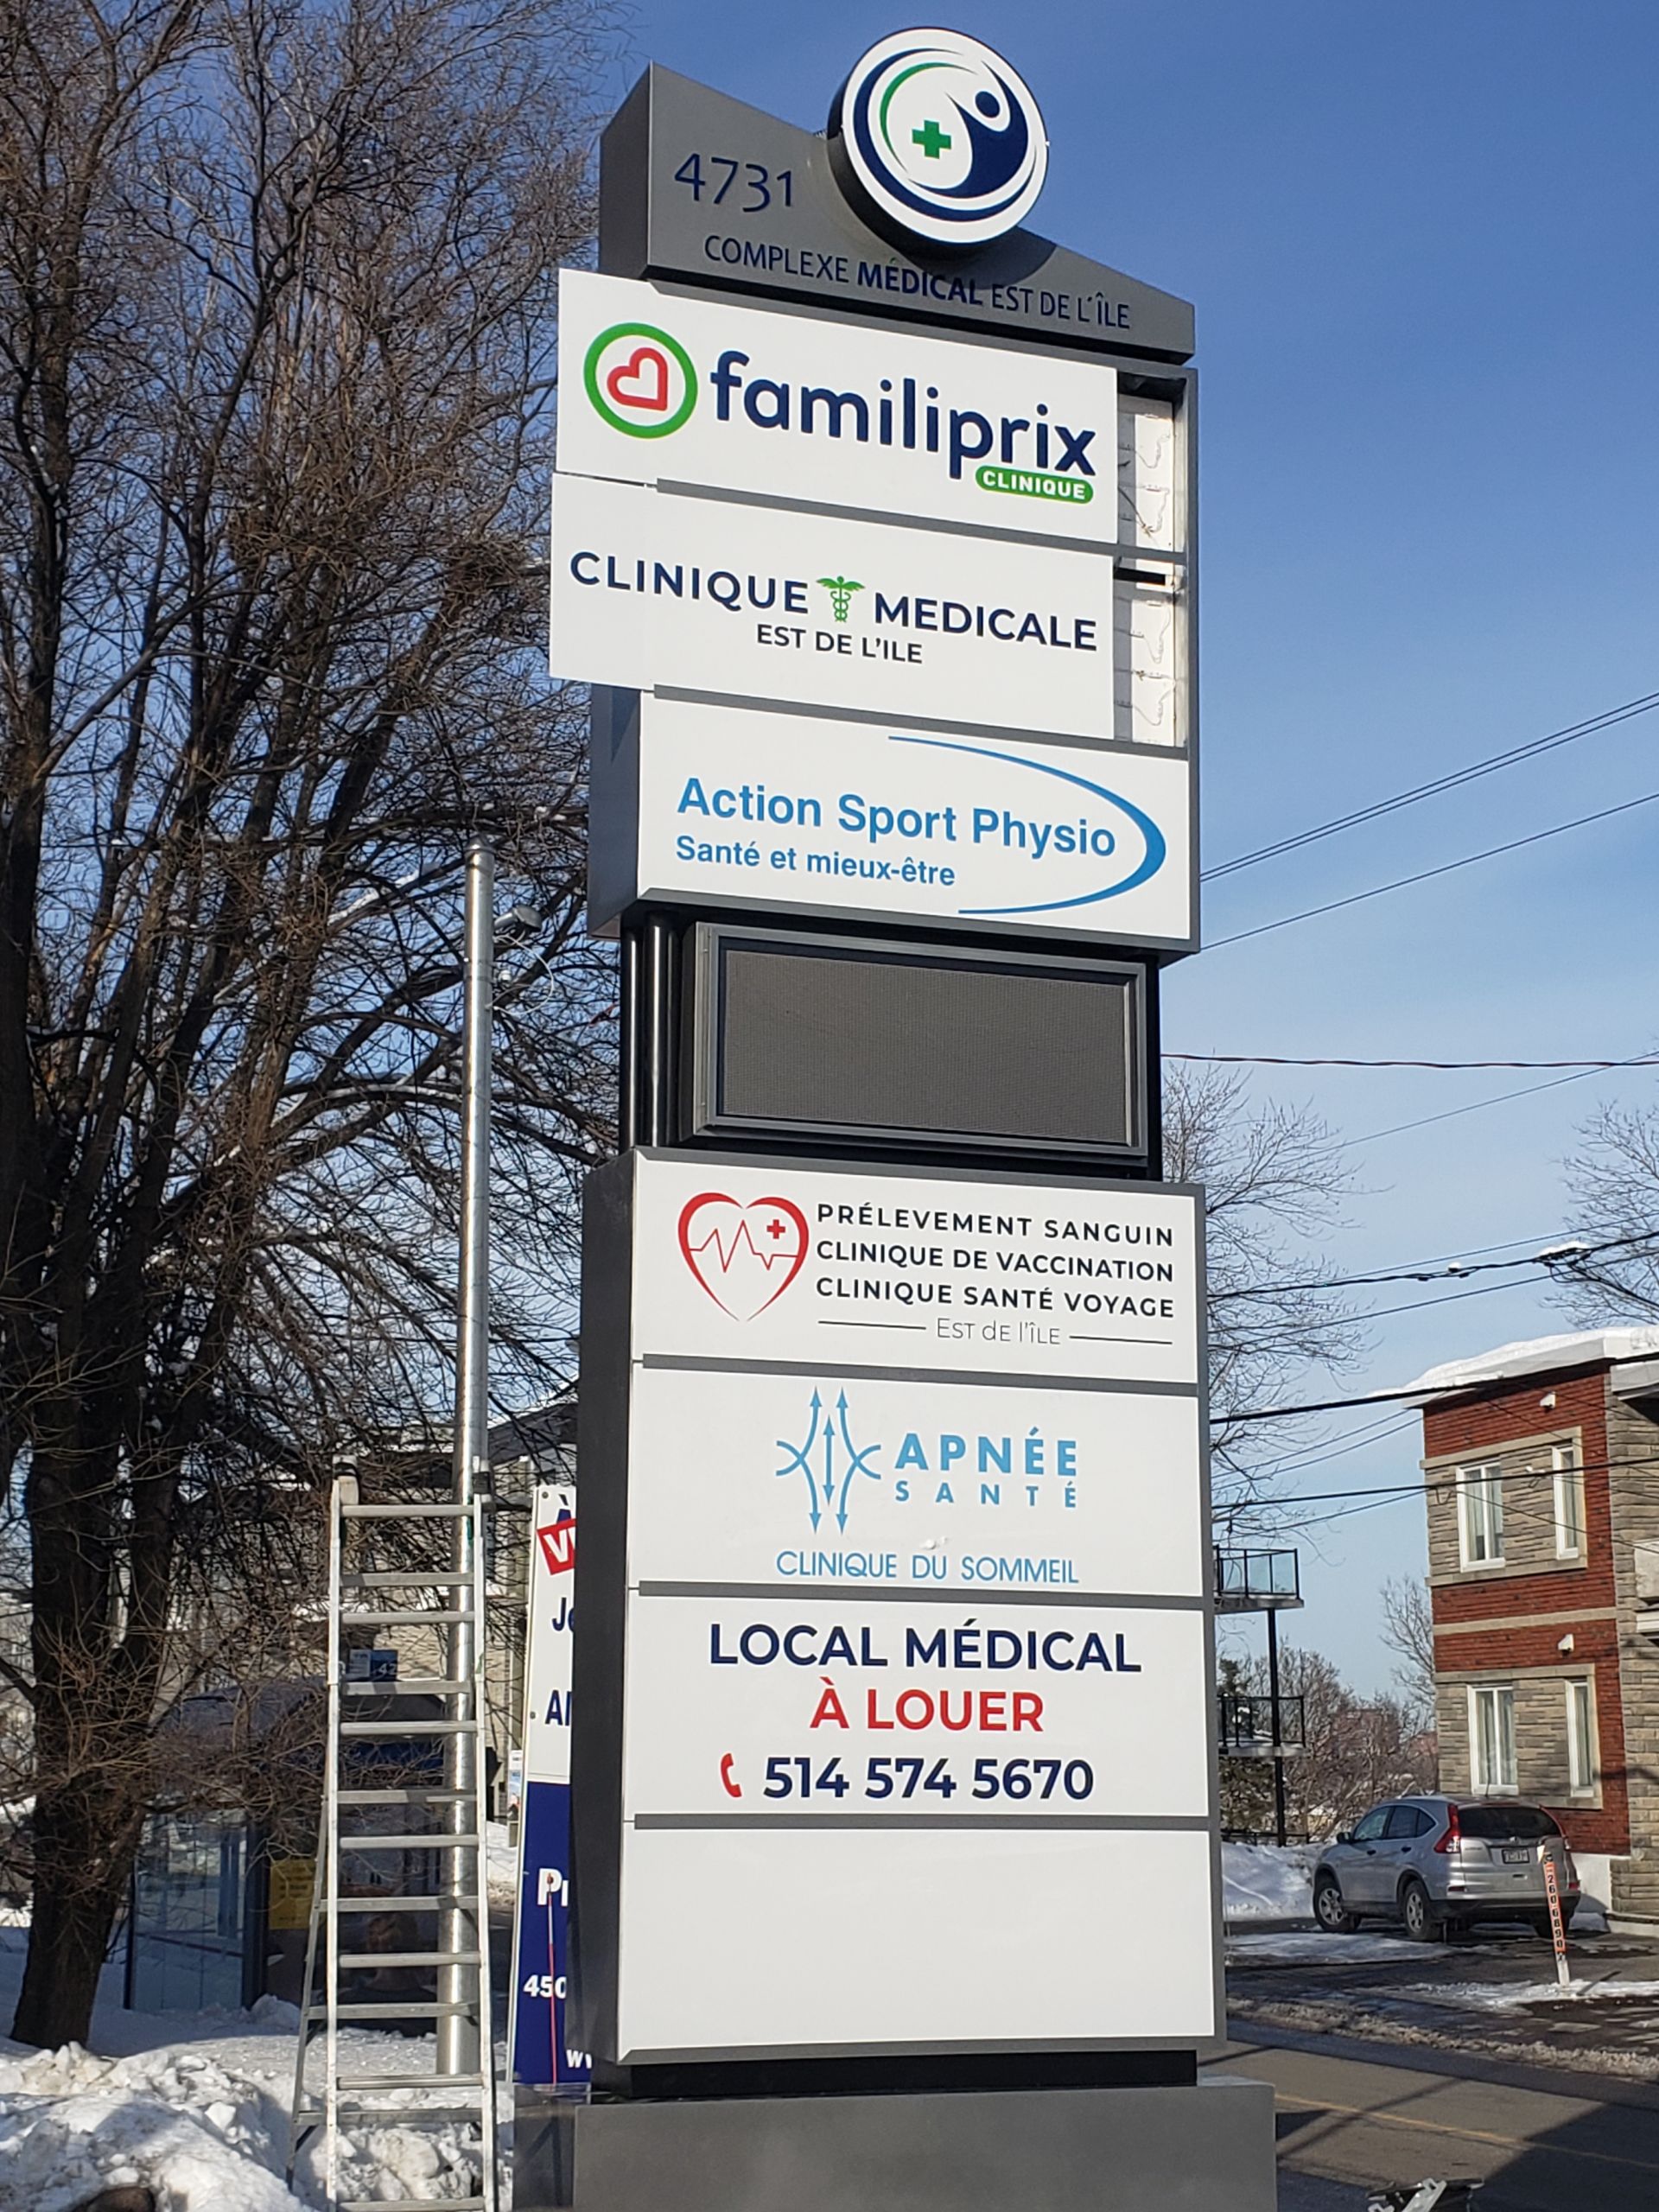 4731
COMPLEXE MÉDICAL EST DE L'ÎLE
familiprix
CLINIQUE
CLINIQUE MEDICALE
EST DE L'ILE
Action Sport Physio
Santé et mieux-être
PRÉLEVEMENT SANGUIN
CLINIQUE DE VACCINATION
CLINIQUE SANTÉ VOYAGE
EST dE l'ÎLE
APNÉE
SANTÉ
CLINIQUE DU SOMMEIL
LOCAL MÉDICAL
À LOUER
514 574 5670
À
450